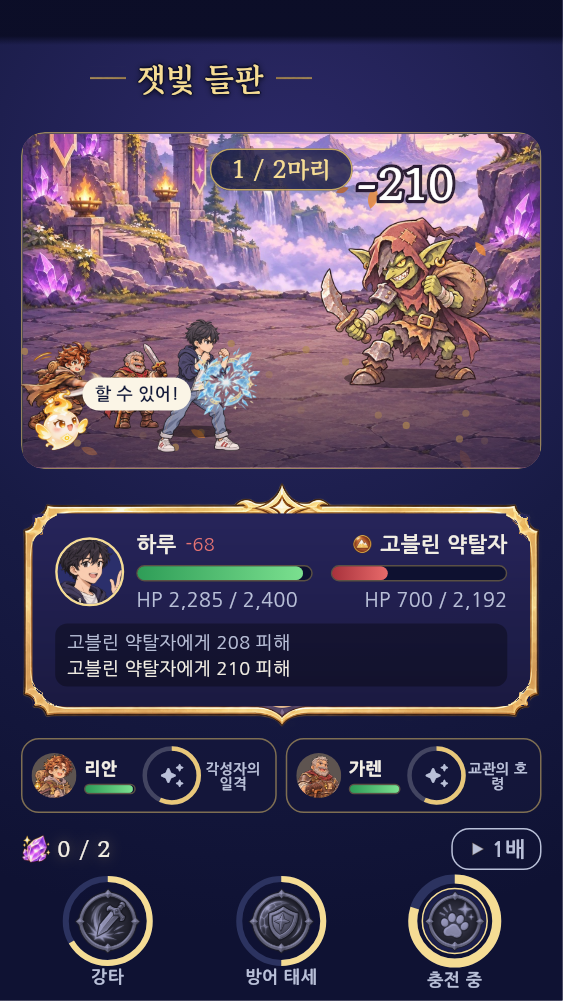 잿빛 들판
1 / 2마리
-210
할 수 있어!
하루 -68
고블린 약탈자
HP 2,285 / 2,400
HP 700 / 2,192
고블린 약탈자에게 208 피해
고블린 약탈자에게 210 피해
리안
각성자의
일격
가렌
교관의 호
령
0 / 2
1배
강타
방어 태세
충전 중